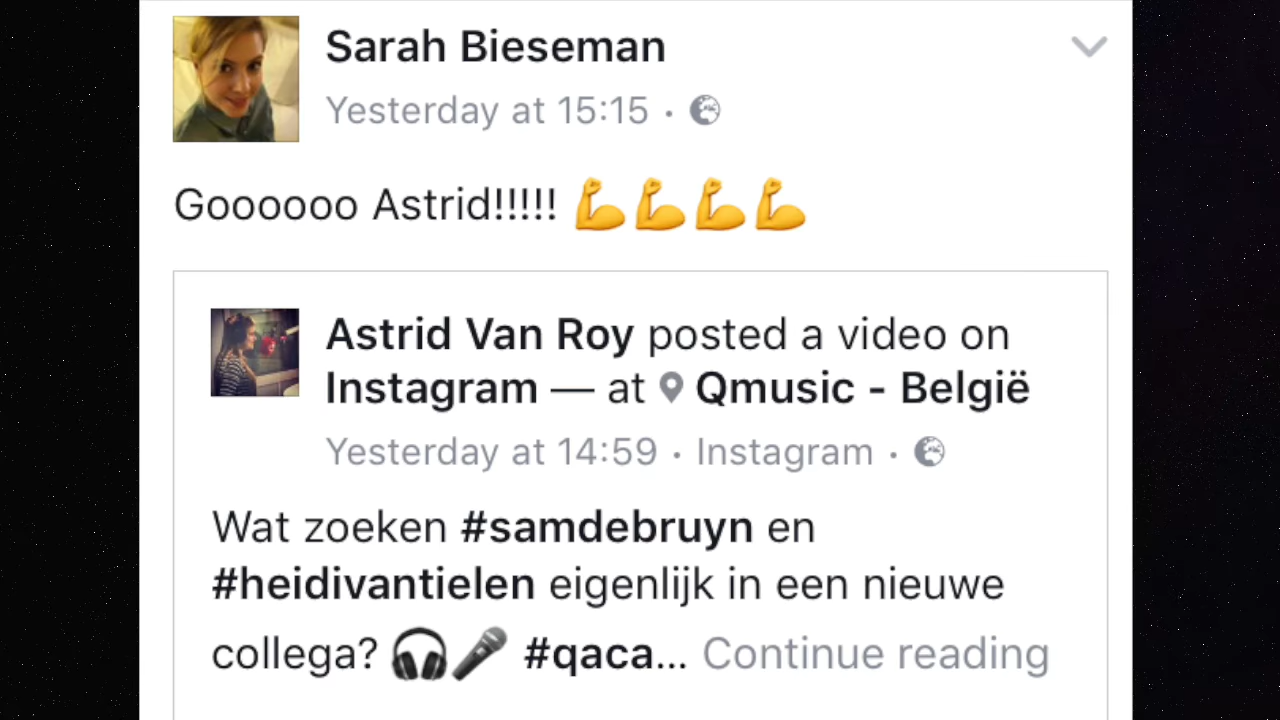 Sarah Bieseman
Yesterday at 15:15 ·
Goooooo Astrid!!!!! 💪💪💪💪
Astrid Van Roy posted a video on
Instagram — at Qmusic - België
Yesterday at 14:59 · Instagram ·
Wat zoeken #samdebruyn en
#heidivantielen eigenlijk in een nieuwe
collega? 🎧🎤 #qaca... Continue reading